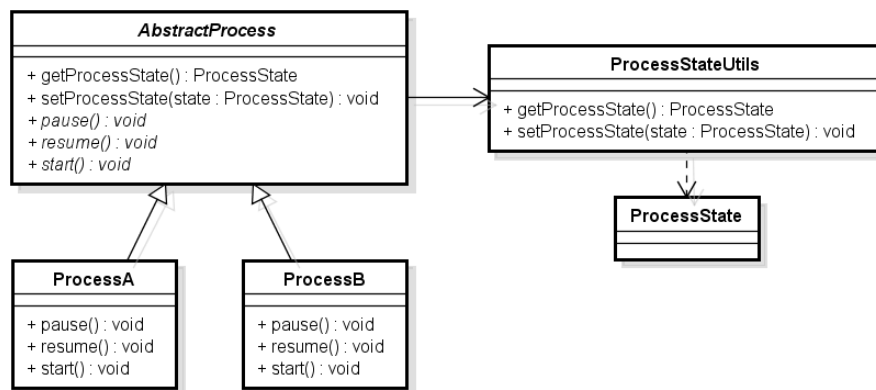 AbstractProcess
+ getProcessState() : ProcessState
+ setProcessState(state : ProcessState) : void
+ pause() : void
+ resume() : void
+ start() : void
ProcessStateUtils
+ getProcessState() : ProcessState
+ setProcessState(state : ProcessState) : void
ProcessState
ProcessA
+ pause() : void
+ resume() : void
+ start() : void
ProcessB
+ pause() : void
+ resume() : void
+ start() : void